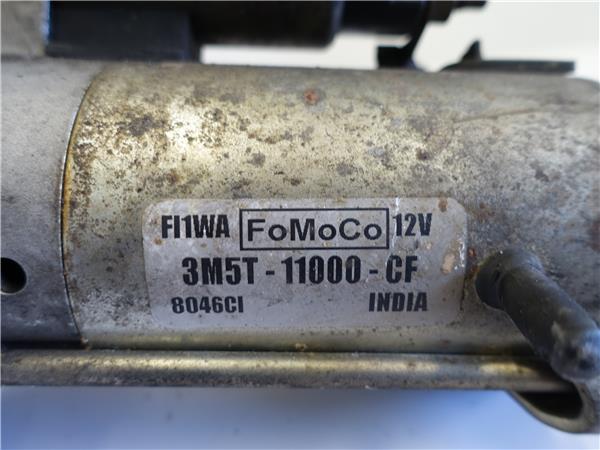 FI1WA FoMoCo 12V
3M5T - 11000 - CF
8046CI INDIA